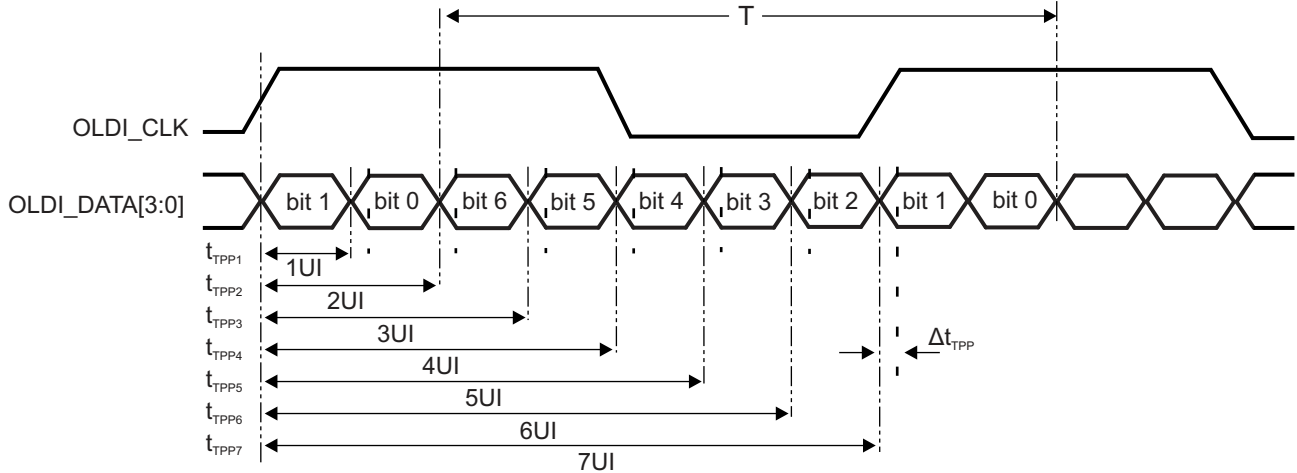 T
OLDI_CLK
OLDI_DATA[3:0] bit 1 bit 0 bit 6 bit 5 bit 4 bit 3 bit 2 bit 1 bit 0
tTPP1
1UI
tTPP2
2UI
tTPP3
3UI
tTPP4 ΔtTPP
4UI
tTPP5
5UI
tTPP6
6UI
tTPP7
7UI